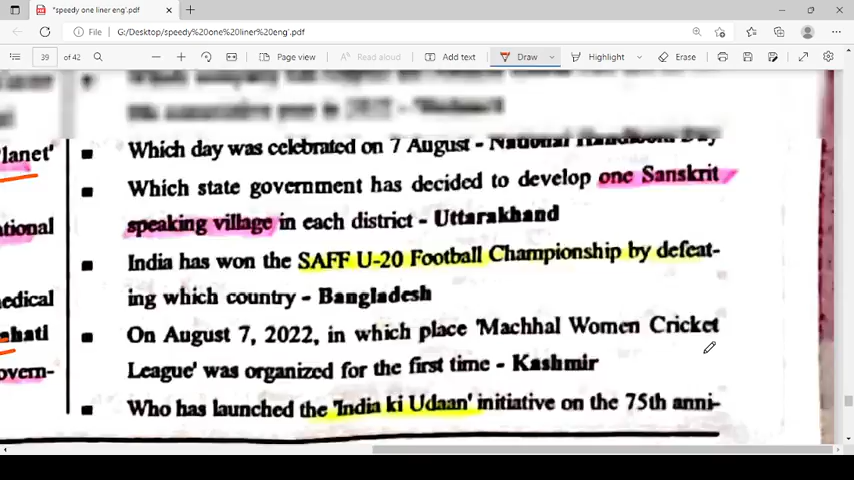 *speedy one liner eng'.pdf
File G:/Desktop/speedy%20one%20liner%20eng'.pdf
39 of 42 Page view Read aloud Add text Draw Highlight Erase
lanet'
ational
edical
ahati
overn-
Which day was celebrated on 7 August - National Handloom Day
Which state government has decided to develop one Sanskrit
speaking village in each district - Uttarakhand
India has won the SAFF U-20 Football Championship by defeat-
ing which country - Bangladesh
On August 7, 2022, in which place 'Machhal Women Cricket
League' was organized for the first time - Kashmir
Who has launched the 'India ki Udaan' initiative on the 75th anni-